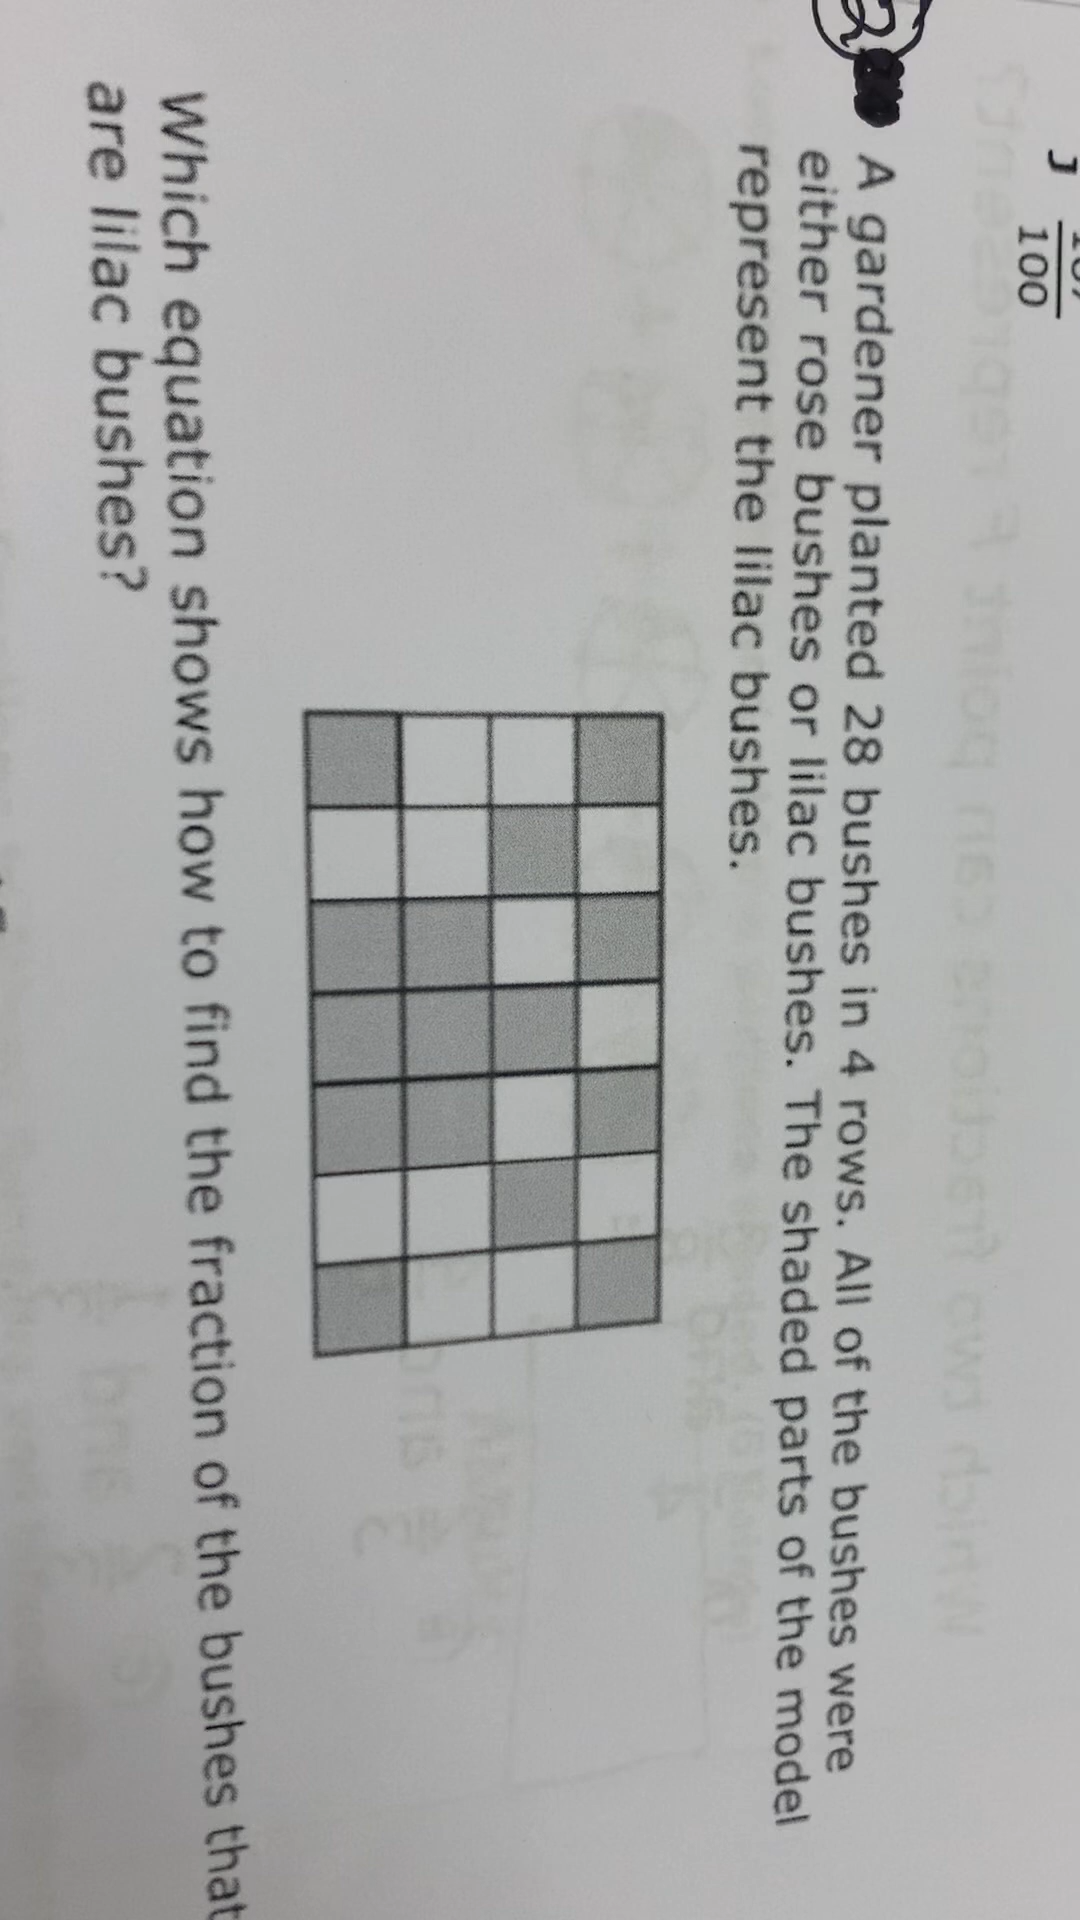 J
100
2
A gardener planted 28 bushes in 4 rows. All of the bushes were
either rose bushes or lilac bushes. The shaded parts of the model
represent the lilac bushes.
Which equation shows how to find the fraction of the bushes that
are lilac bushes?